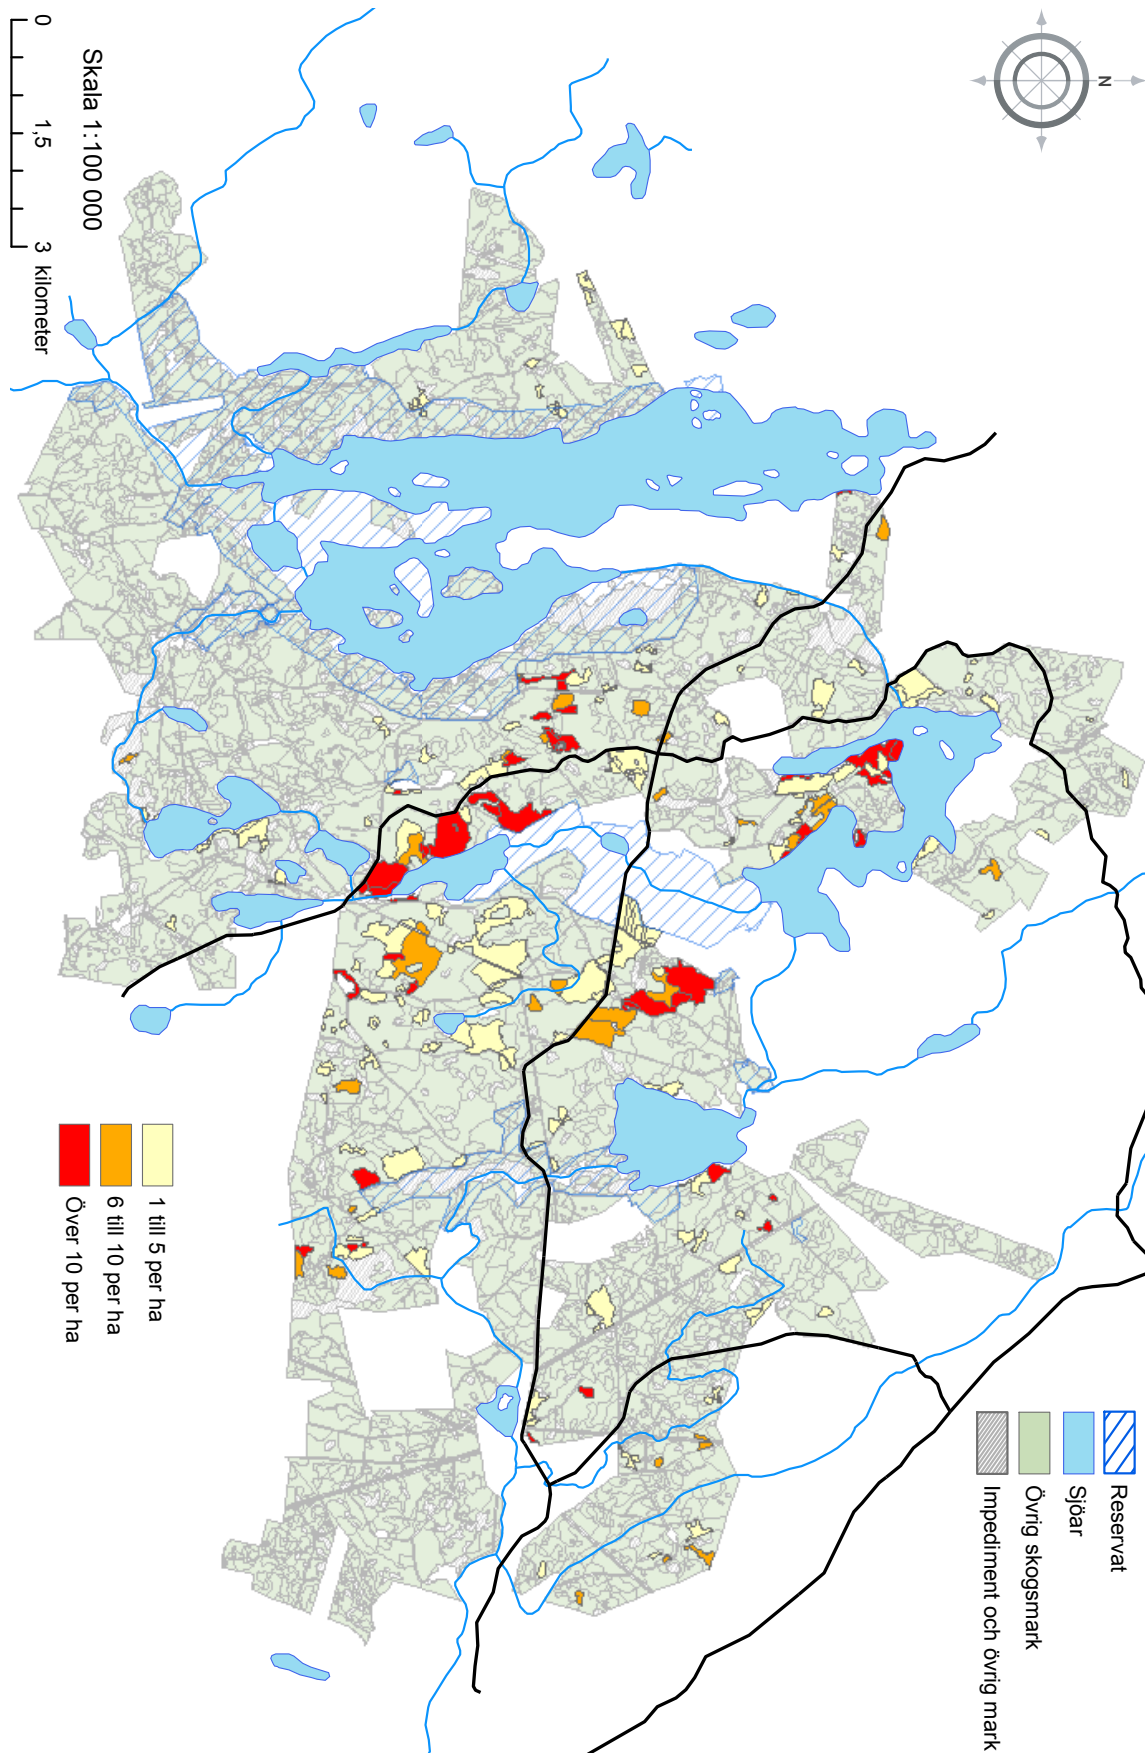 N
Reservat
Sjöar
Övrig skogsmark
Impediment och övrig mark
Skala 1:100 000
0 1,5 3 kilometer
1 till 5 per ha
6 till 10 per ha
Över 10 per ha